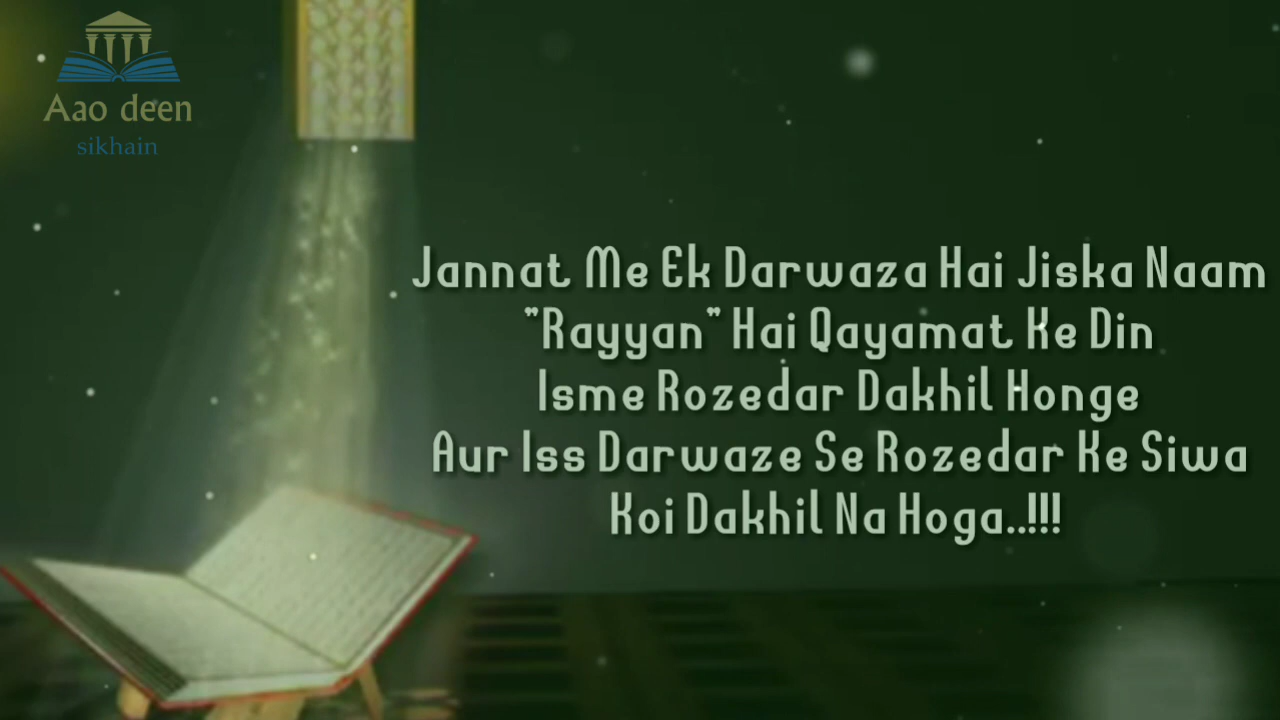 Aao deen
sikhain
Jannat Me Ek Darwaza Hai Jiska Naam
"Rayyan" Hai Qayamat Ke Din
Isme Rozedar Dakhil Honge
Aur Iss Darwaze Se Rozedar Ke Siwa
Koi Dakhil Na Hoga..!!!